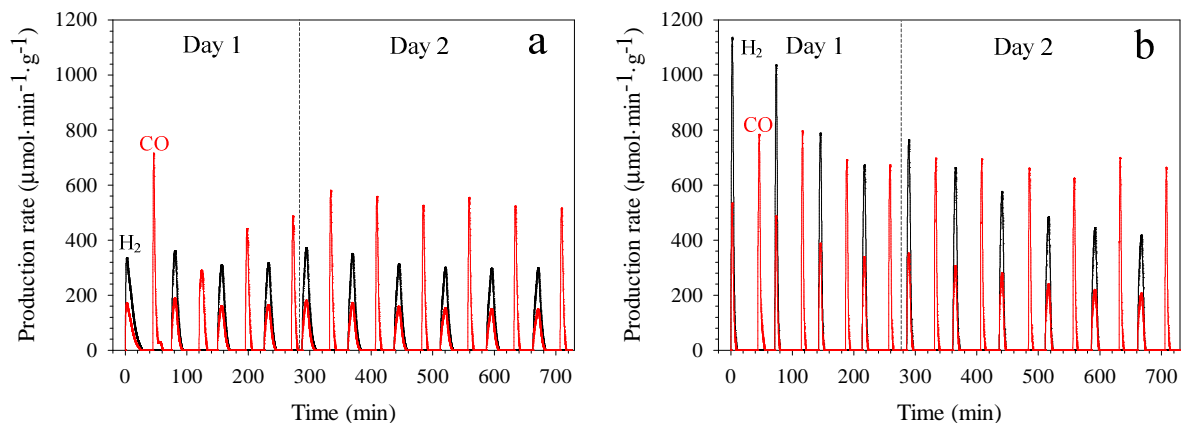 1200
1000
800
600
400
200
0
Production rate (μmol·min⁻¹·g⁻¹)
Day 1
Day 2
a
CO
H₂
0 100 200 300 400 500 600 700
Time (min)
1200
1000
800
600
400
200
0
Production rate (μmol·min⁻¹·g⁻¹)
H₂
Day 1
Day 2
b
CO
0 100 200 300 400 500 600 700
Time (min)